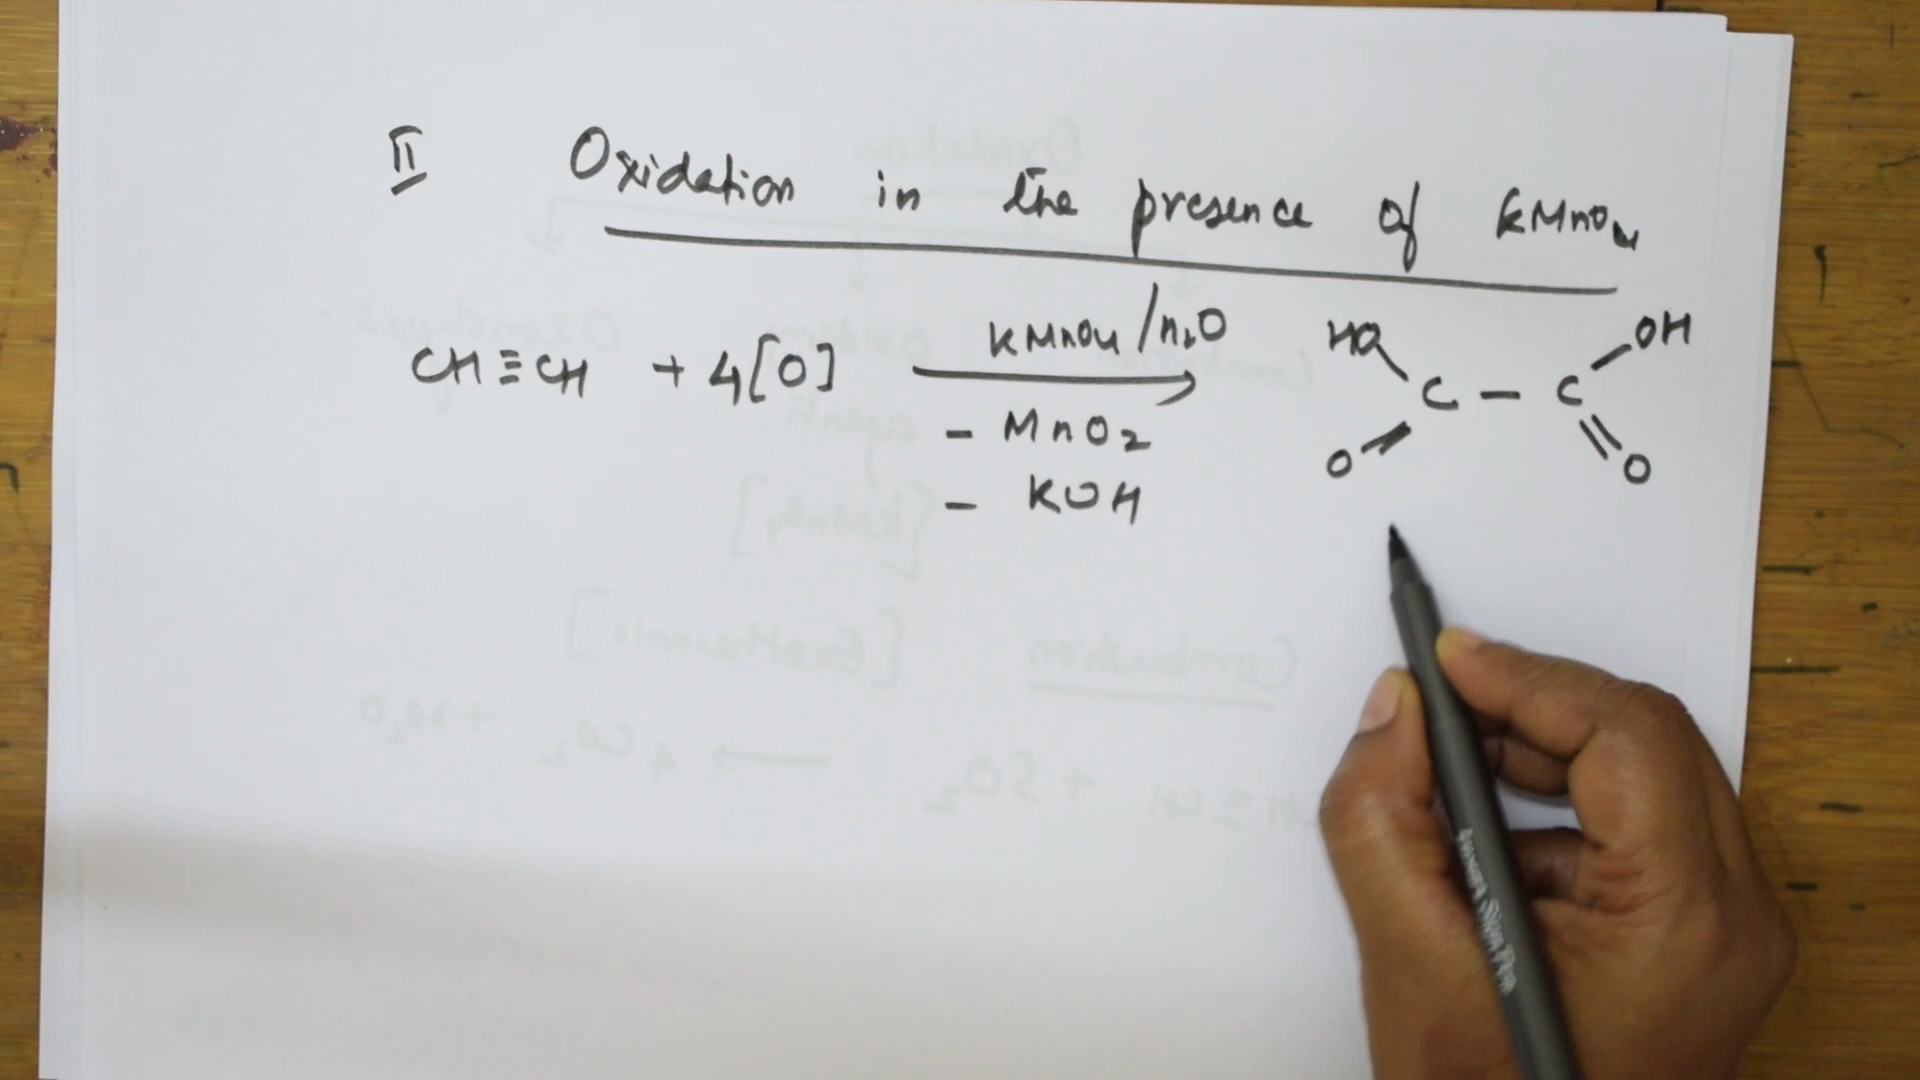 II Oxidation in the presence of KMnO4
CH≡CH + 4[O] KMnO4/H2O HO OH
C - C
- MnO2 O O
- KOH